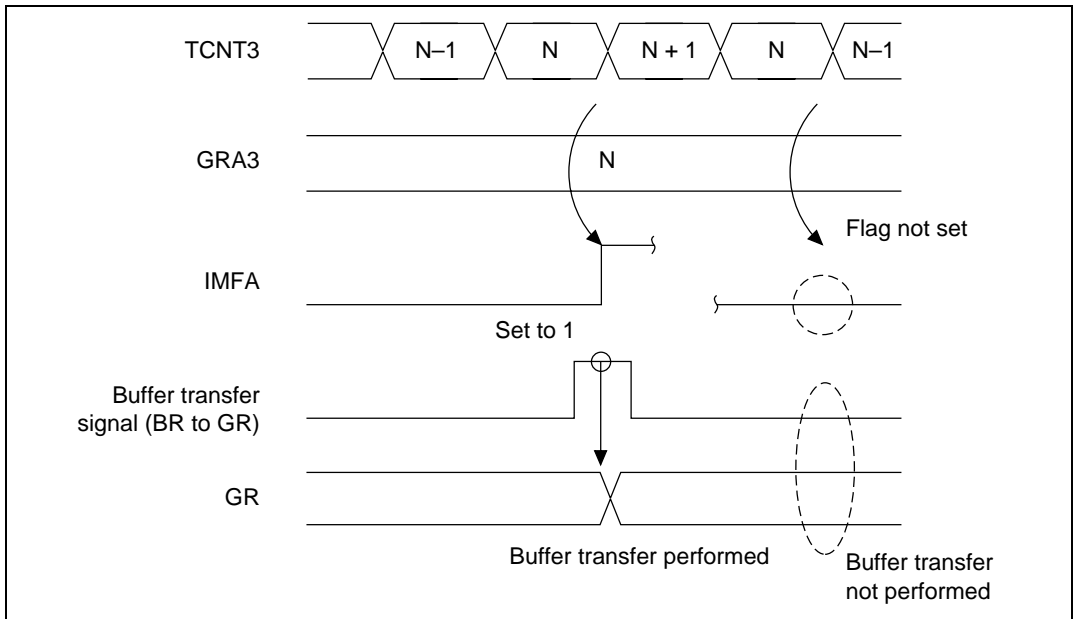 TCNT3
N–1
N
N + 1
N
N–1
GRA3
N
Flag not set
IMFA
Set to 1
Buffer transfer
signal (BR to GR)
GR
Buffer transfer performed
Buffer transfer
not performed